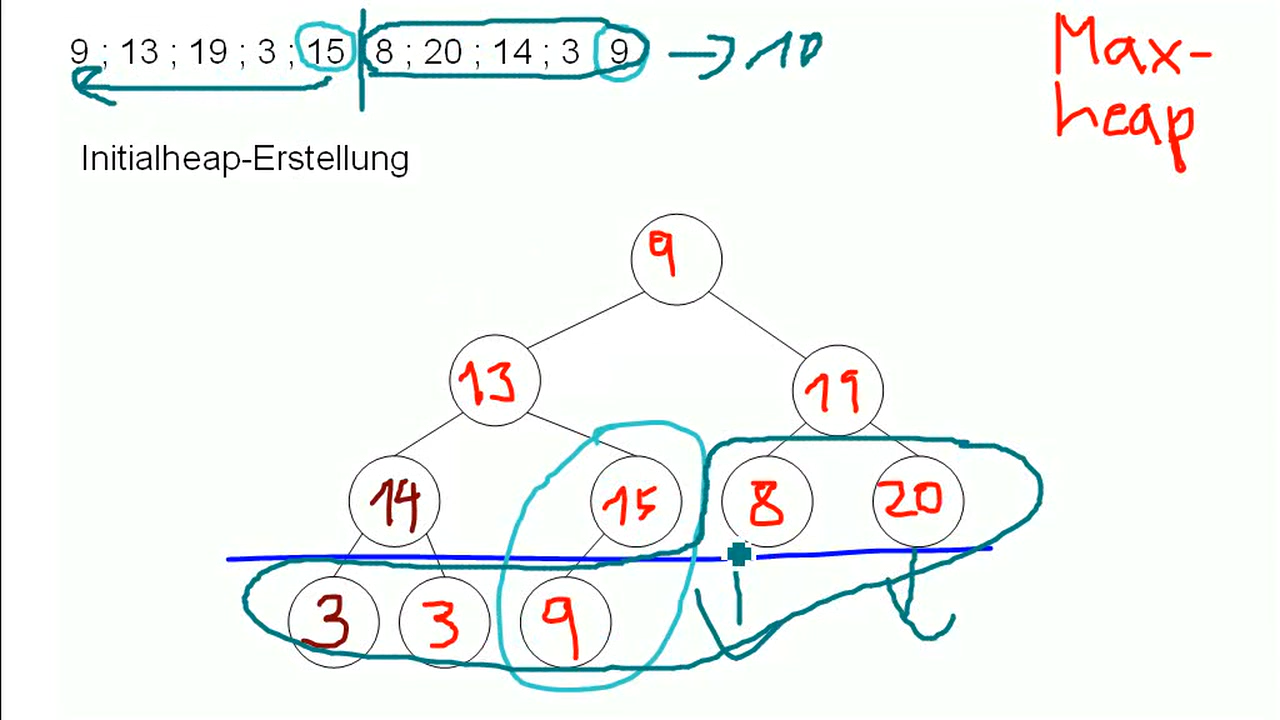 9 ; 13 ; 19 ; 3 ; 15 8 ; 20 ; 14 ; 3 9 → 10
Max-
heap
Initialheap-Erstellung
9
13 19
14 15 8 20
3 3 9